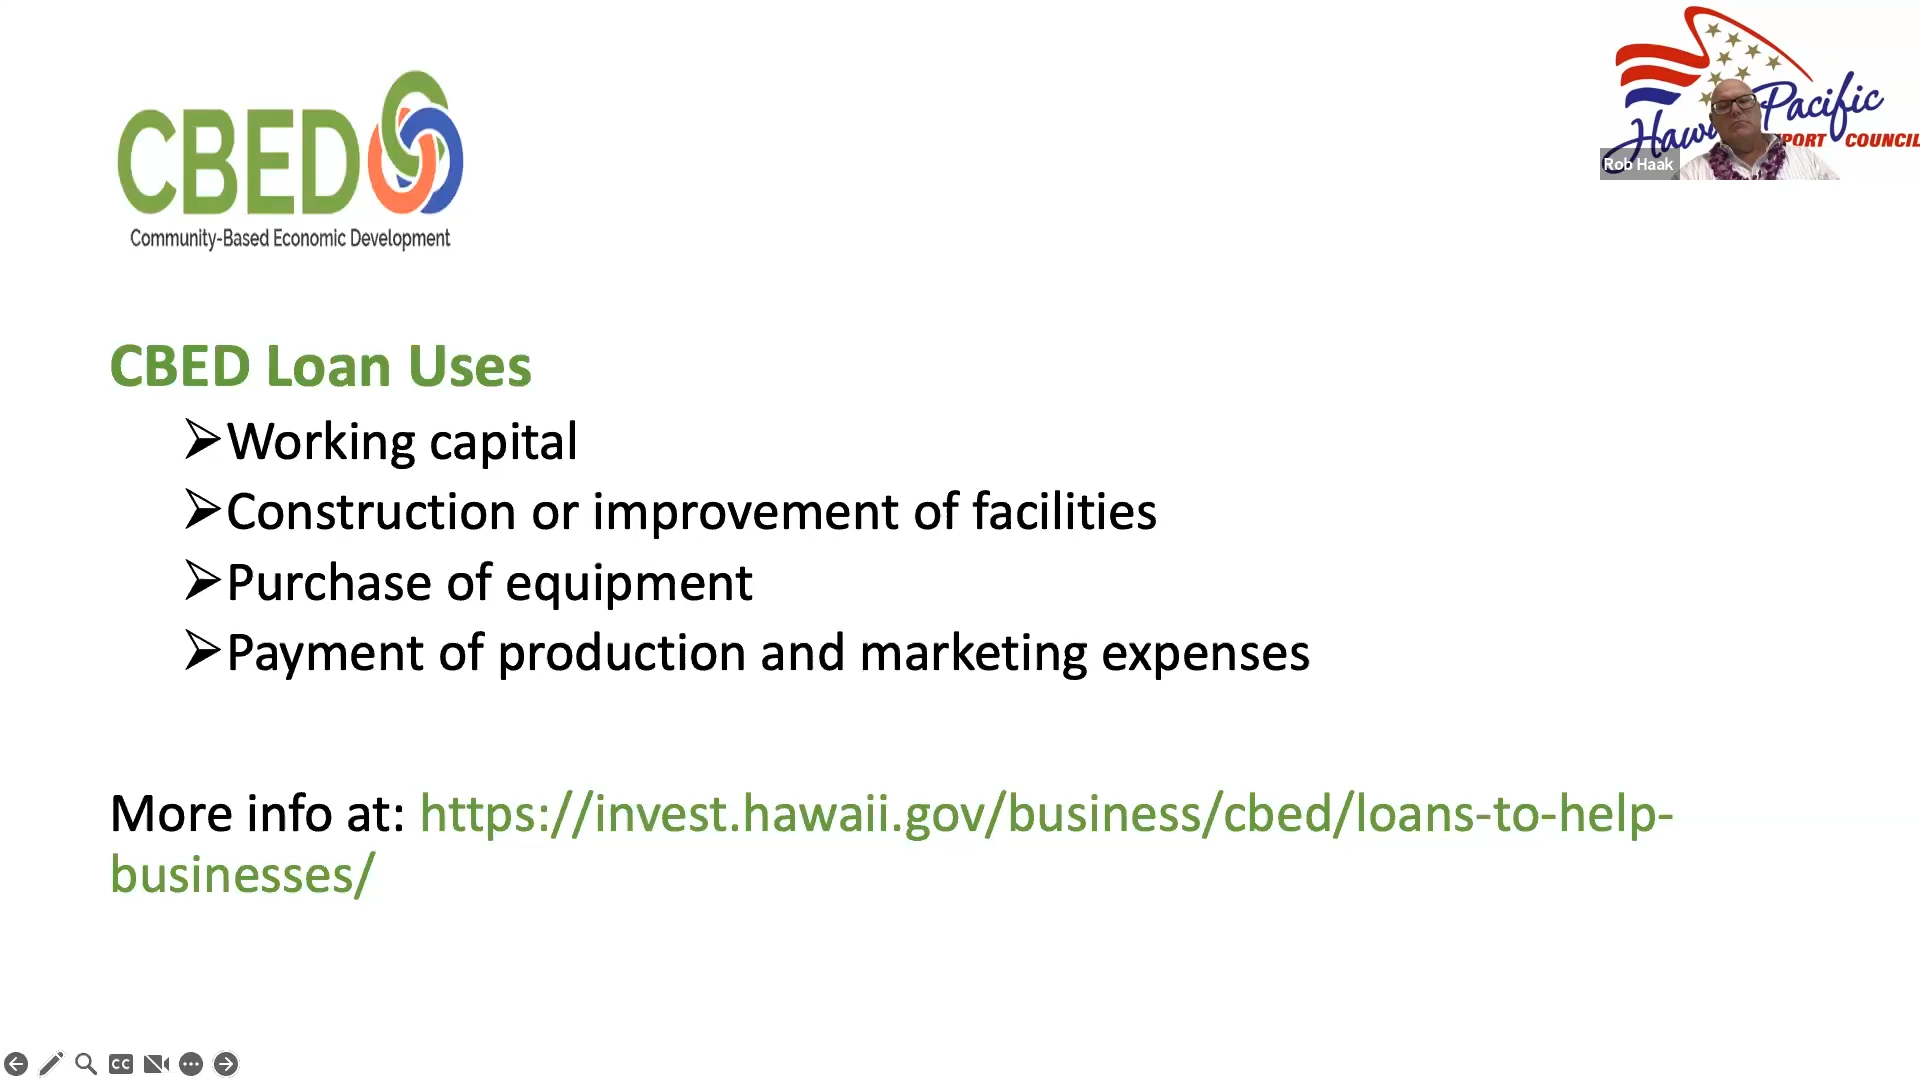 CBED
Community-Based Economic Development
Pacific
COUNCIL
Rob Haak
CBED Loan Uses
Working capital
Construction or improvement of facilities
Purchase of equipment
Payment of production and marketing expenses
More info at: https://invest.hawaii.gov/business/cbed/loans-to-help-
businesses/
CC